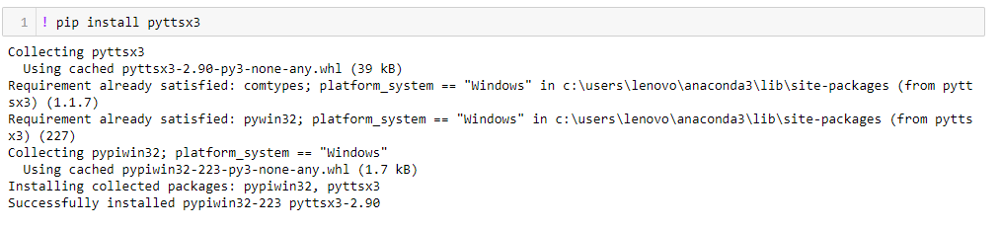 1 ! pip install pyttsx3
Collecting pyttsx3
  Using cached pyttsx3-2.90-py3-none-any.whl (39 kB)
Requirement already satisfied: comtypes; platform_system == "Windows" in c:\users\lenovo\anaconda3\lib\site-packages (from pytt
sx3) (1.1.7)
Requirement already satisfied: pywin32; platform_system == "Windows" in c:\users\lenovo\anaconda3\lib\site-packages (from pytts
x3) (227)
Collecting pypiwin32; platform_system == "Windows"
  Using cached pypiwin32-223-py3-none-any.whl (1.7 kB)
Installing collected packages: pypiwin32, pyttsx3
Successfully installed pypiwin32-223 pyttsx3-2.90